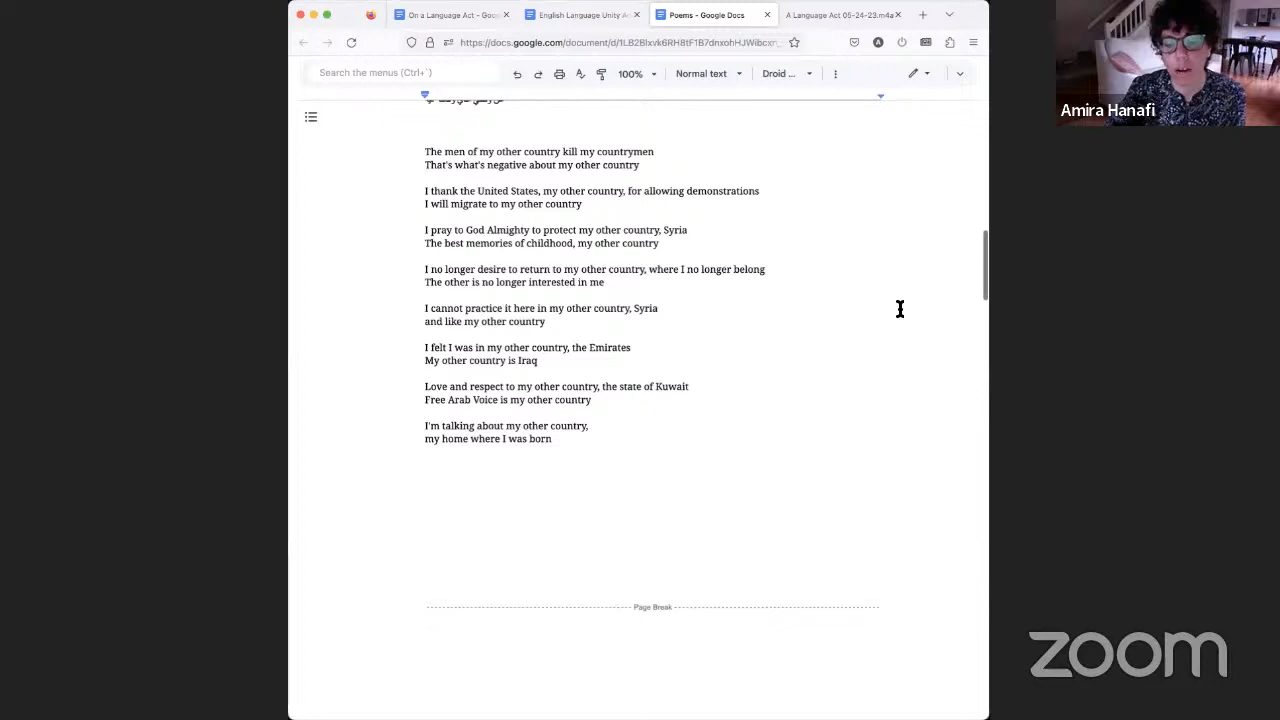 On a Language Act - Goo
English Language Unity A
Poems - Google Docs
A Language Act 05-24-23.m4a
Search the menus (Ctrl+`)
100%
Normal text
Droid ...
The men of my other country kill my countrymen
That's what's negative about my other country
I thank the United States, my other country, for allowing demonstrations
I will migrate to my other country
I pray to God Almighty to protect my other country, Syria
The best memories of childhood, my other country
I no longer desire to return to my other country, where I no longer belong
The other is no longer interested in me
I cannot practice it here in my other country, Syria
and like my other country
I felt I was in my other country, the Emirates
My other country is Iraq
Love and respect to my other country, the state of Kuwait
Free Arab Voice is my other country
I'm talking about my other country,
my home where I was born
Page Break
Amira Hanafi
zoom